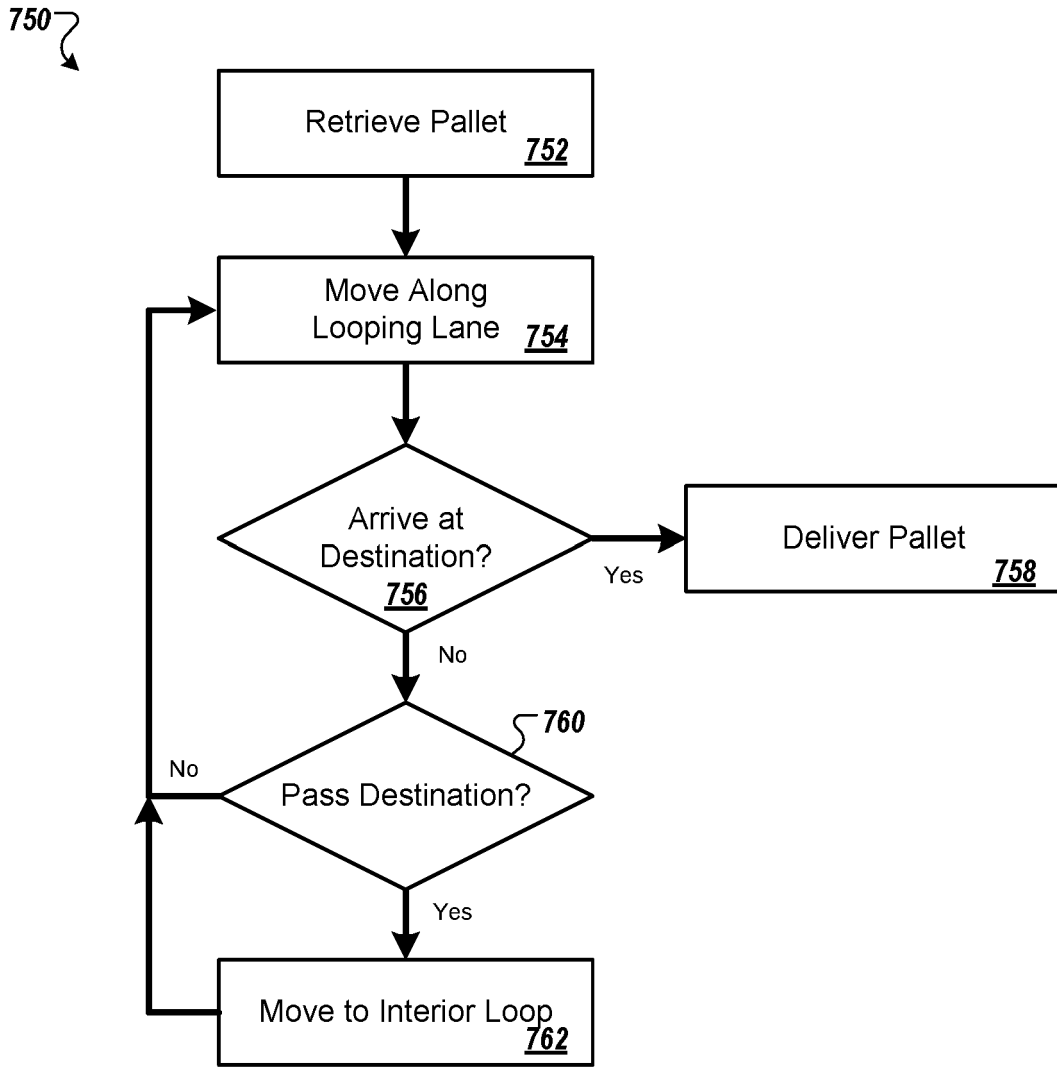 750
Retrieve Pallet
752
Move Along
Looping Lane
754
Arrive at
Destination?
756
Yes
Deliver Pallet
758
No
760
Pass Destination?
No
Yes
Move to Interior Loop
762